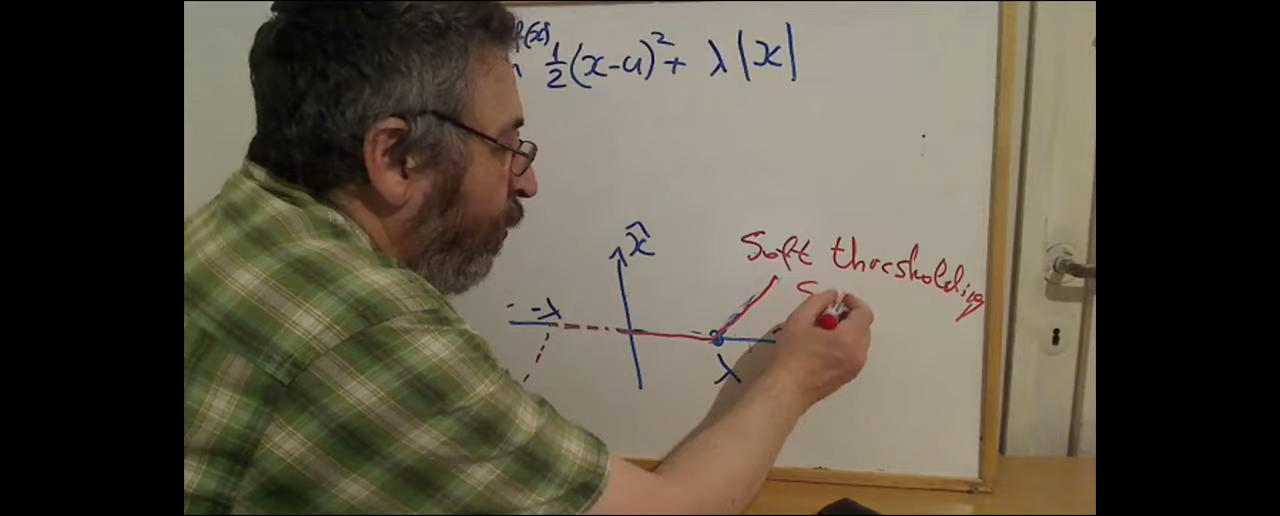 f(x)
½(x-u)² + λ|x|
x̂
Soft thresholding
S
-λ
λ